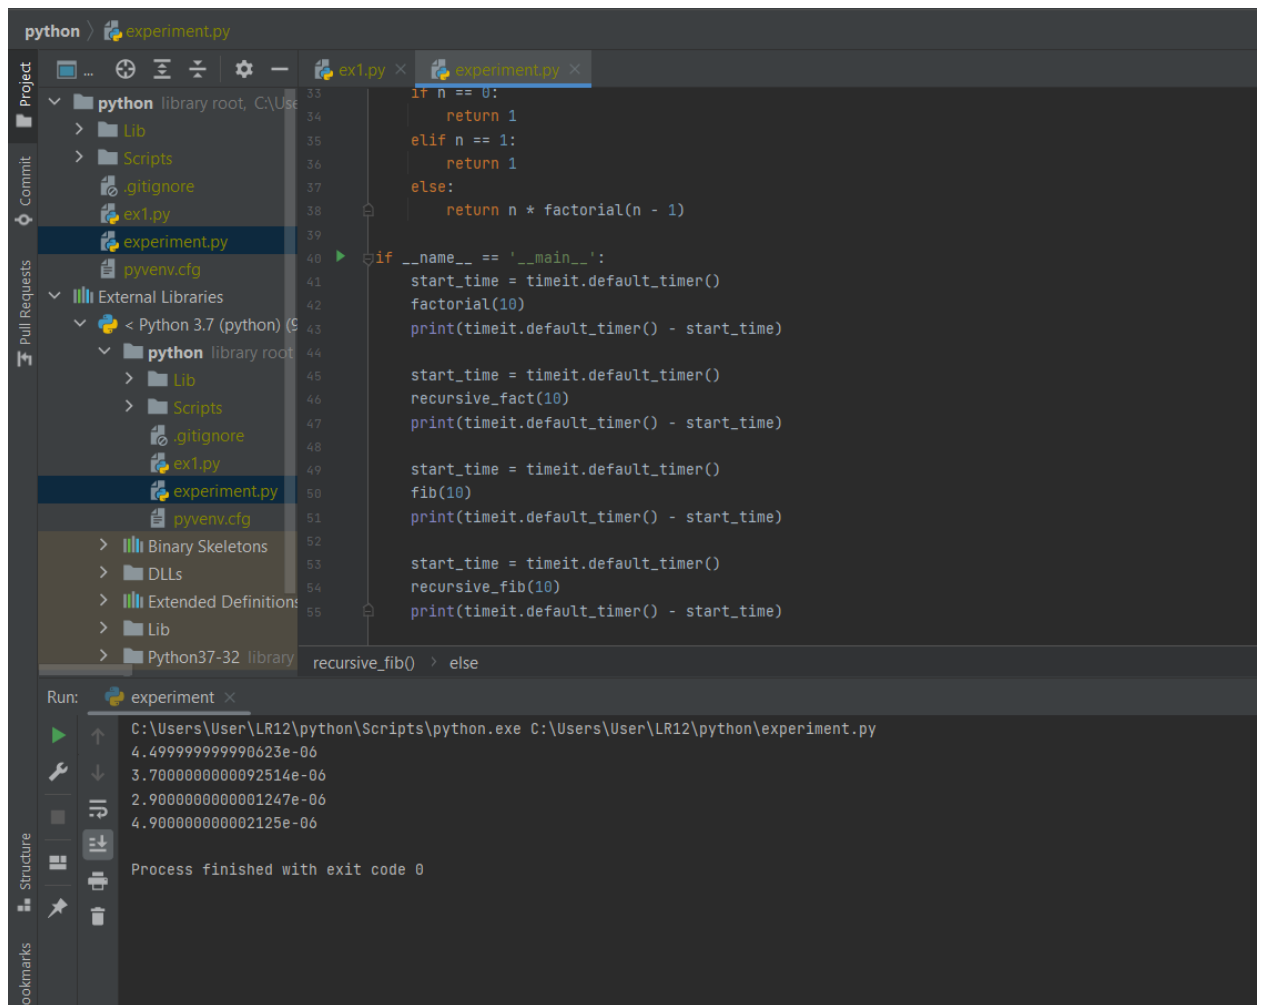 python 〉 experiment.py
Project
Commit
Pull Requests
Structure
ookmarks
...
python library root, C:\Use
Lib
Scripts
.gitignore
ex1.py
experiment.py
pyvenv.cfg
External Libraries
< Python 3.7 (python) (9
python library root
Lib
Scripts
.gitignore
ex1.py
experiment.py
pyvenv.cfg
Binary Skeletons
DLLs
Extended Definitions
Lib
Python37-32 library
ex1.py × experiment.py ×
33 if n == 0:
34 return 1
35 elif n == 1:
36 return 1
37 else:
38 return n * factorial(n - 1)
39
40 if __name__ == '__main__':
41 start_time = timeit.default_timer()
42 factorial(10)
43 print(timeit.default_timer() - start_time)
44
45 start_time = timeit.default_timer()
46 recursive_fact(10)
47 print(timeit.default_timer() - start_time)
48
49 start_time = timeit.default_timer()
50 fib(10)
51 print(timeit.default_timer() - start_time)
52
53 start_time = timeit.default_timer()
54 recursive_fib(10)
55 print(timeit.default_timer() - start_time)
recursive_fib() › else
Run: experiment ×
C:\Users\User\LR12\python\Scripts\python.exe C:\Users\User\LR12\python\experiment.py
4.499999999990623e-06
3.7000000000092514e-06
2.9000000000001247e-06
4.900000000002125e-06
Process finished with exit code 0